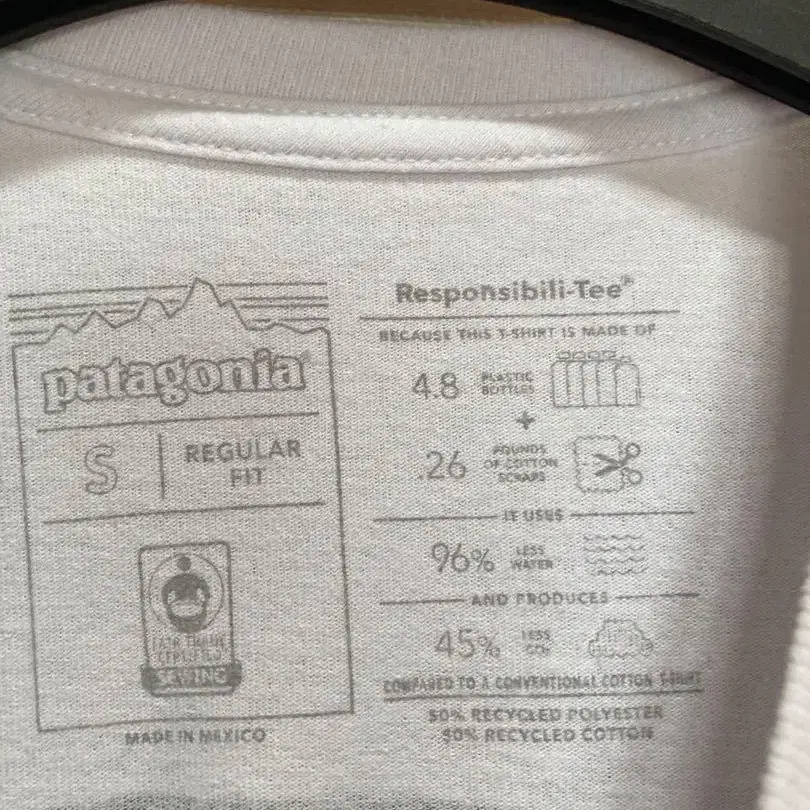 patagonia®
S
REGULAR
FIT
FAIR TRADE
CERTIFIED
SEWING
MADE IN MEXICO
Responsibili-Tee®
BECAUSE THIS T-SHIRT IS MADE OF
4.8 PLASTIC
BOTTLES
+
.26 POUNDS
OF COTTON
SCRAPS
IT USES
96% LESS
WATER
AND PRODUCES
45% LESS
CO₂
COMPARED TO A CONVENTIONAL COTTON T-SHIRT
50% RECYCLED POLYESTER
50% RECYCLED COTTON